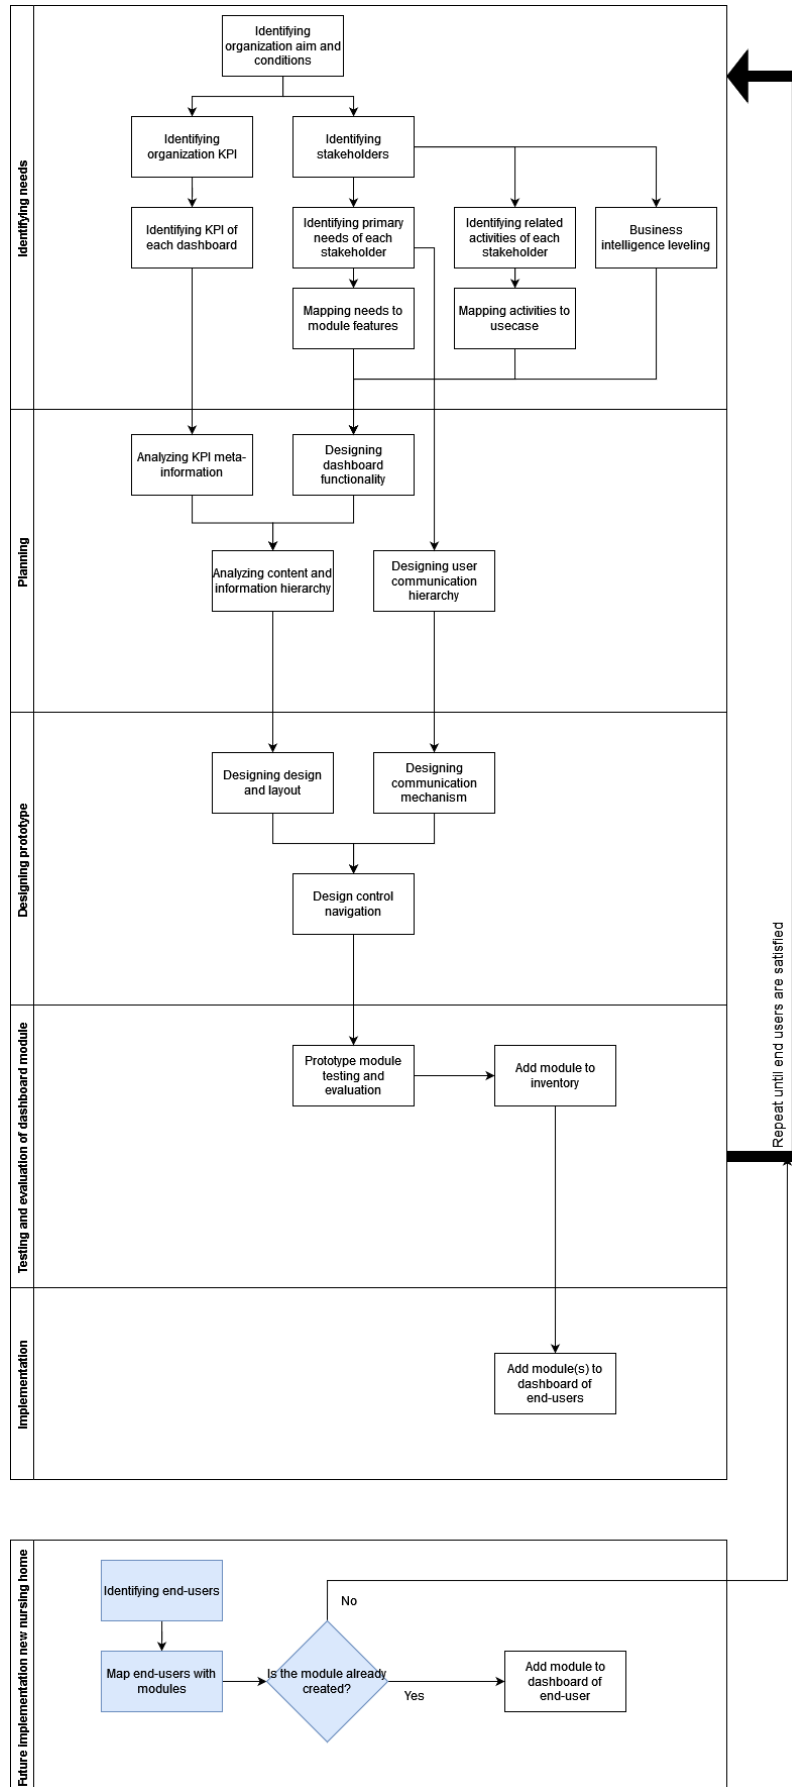 Identifying
organization aim and
conditions
Identifying
organization KPI
Identifying
stakeholders
Identifying KPI of
each dashboard
Identifying primary
needs of each
stakeholder
Identifying related
activities of each
stakeholder
Business
intelligence leveling
Mapping needs to
module features
Mapping activities to
usecase
Identifying needs
Analyzing KPI meta-
information
Designing
dashboard
functionality
Analyzing content and
information hierarchy
Designing user
communication
hierarchy
Planning
Designing design
and layout
Designing
communication
mechanism
Design control
navigation
Designing prototype
Prototype module
testing and
evaluation
Add module to
inventory
Testing and evaluation of dashboard module
Repeat until end users are satisfied
Add module(s) to
dashboard of
end-users
Implementation
Identifying end-users
Map end-users with
modules
Is the module already
created?
No
Yes
Add module to
dashboard of
end-user
Future implementation new nursing home